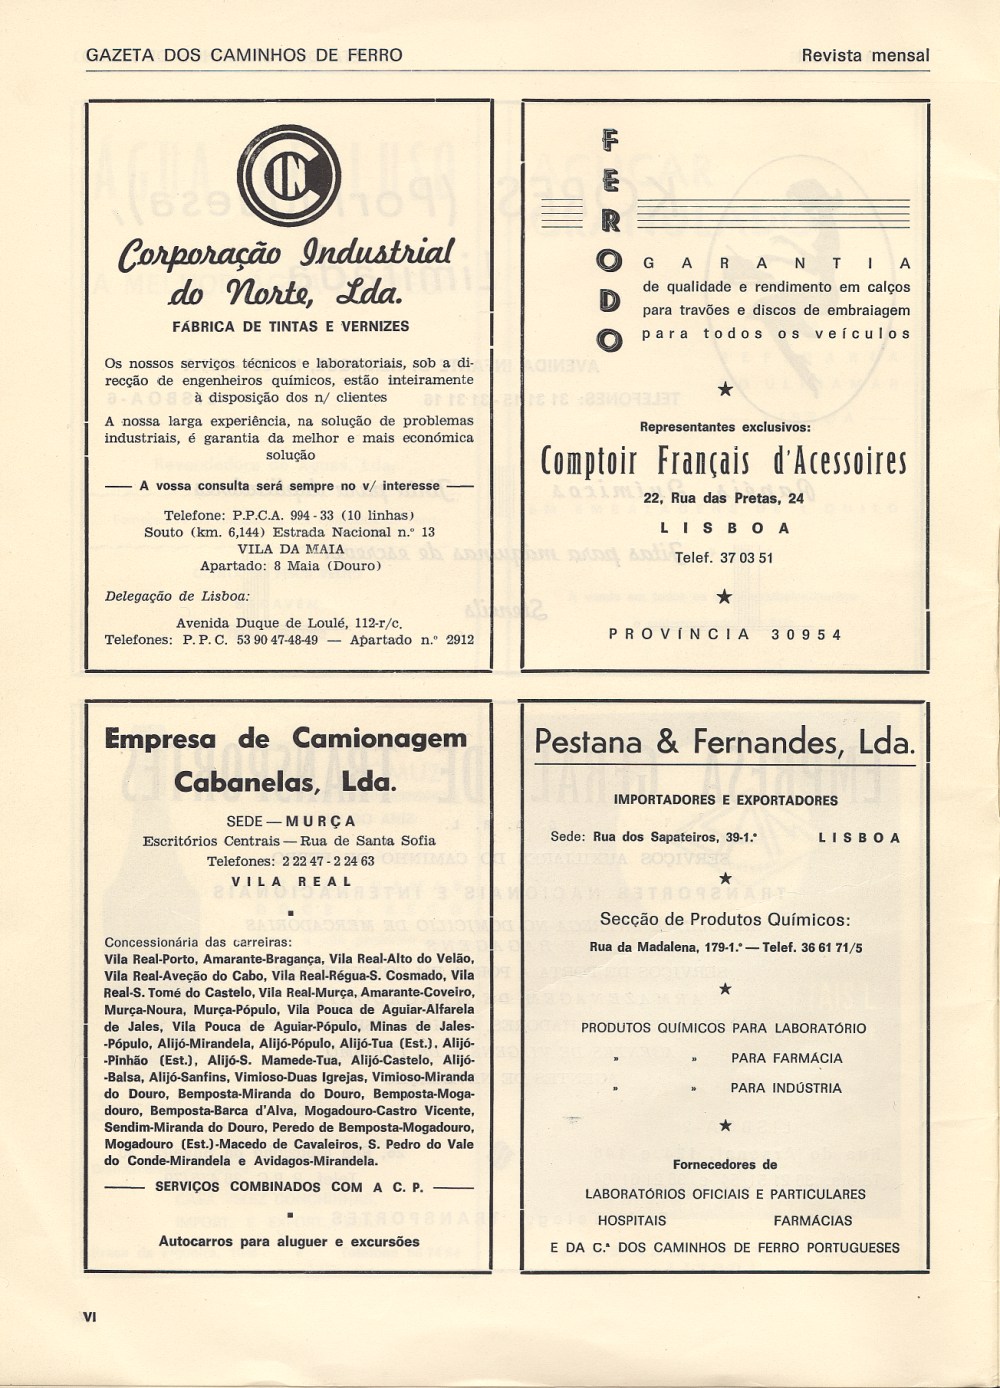 GAZETA DOS CAMINHOS DE FERRO
Revista mensal
CIN
Corporação Industrial
do Norte, Lda.
FÁBRICA DE TINTAS E VERNIZES
Os nossos serviços técnicos e laboratoriais, sob a di-
recção de engenheiros químicos, estão inteiramente
à disposição dos n/ clientes
A nossa larga experiência, na solução de problemas
industriais, é garantia da melhor e mais económica
solução
—— A vossa consulta será sempre no v/ interesse ——
Telefone: P.P.C.A. 994-33 (10 linhas)
Souto (km. 6,144) Estrada Nacional n.º 13
VILA DA MAIA
Apartado: 8 Maia (Douro)
Delegação de Lisboa:
Avenida Duque de Loulé, 112-r/c.
Telefones: P. P. C. 53 90 47-48-49 — Apartado n.º 2912
FERODO
GARANTIA
de qualidade e rendimento em calços
para travões e discos de embraiagem
para todos os veículos
★
Representantes exclusivos:
Comptoir Français d'Acessoires
22, Rua das Pretas, 24
LISBOA
Telef. 37 03 51
★
PROVÍNCIA 30954
Empresa de Camionagem
Cabanelas, Lda.
SEDE — MURÇA
Escritórios Centrais — Rua de Santa Sofia
Telefones: 2 22 47 - 2 24 63
VILA REAL
Concessionária das carreiras:
Vila Real-Porto, Amarante-Bragança, Vila Real-Alto do Velão,
Vila Real-Aveção do Cabo, Vila Real-Régua-S. Cosmado, Vila
Real-S. Tomé do Castelo, Vila Real-Murça, Amarante-Coveiro,
Murça-Noura, Murça-Pópulo, Vila Pouca de Aguiar-Alfarela
de Jales, Vila Pouca de Aguiar-Pópulo, Minas de Jales-
-Pópulo, Alijó-Mirandela, Alijó-Pópulo, Alijó-Tua (Est.), Alijó-
-Pinhão (Est.), Alijó-S. Mamede-Tua, Alijó-Castelo, Alijó-
-Balsa, Alijó-Sanfins, Vimioso-Duas Igrejas, Vimioso-Miranda
do Douro, Bemposta-Miranda do Douro, Bemposta-Moga-
douro, Bemposta-Barca d'Alva, Mogadouro-Castro Vicente,
Sendim-Miranda do Douro, Peredo de Bemposta-Mogadouro,
Mogadouro (Est.)-Macedo de Cavaleiros, S. Pedro do Vale
do Conde-Mirandela e Avidagos-Mirandela.
—— SERVIÇOS COMBINADOS COM A C. P. ——
Autocarros para aluguer e excursões
Pestana & Fernandes, Lda.
IMPORTADORES E EXPORTADORES
Sede: Rua dos Sapateiros, 39-1.º LISBOA
★
Secção de Produtos Químicos:
Rua da Madalena, 179-1.º — Telef. 36 61 71/5
★
PRODUTOS QUÍMICOS PARA LABORATÓRIO
» » PARA FARMÁCIA
» » PARA INDÚSTRIA
★
Fornecedores de
LABORATÓRIOS OFICIAIS E PARTICULARES
HOSPITAIS FARMÁCIAS
E DA C.ª DOS CAMINHOS DE FERRO PORTUGUESES
VI